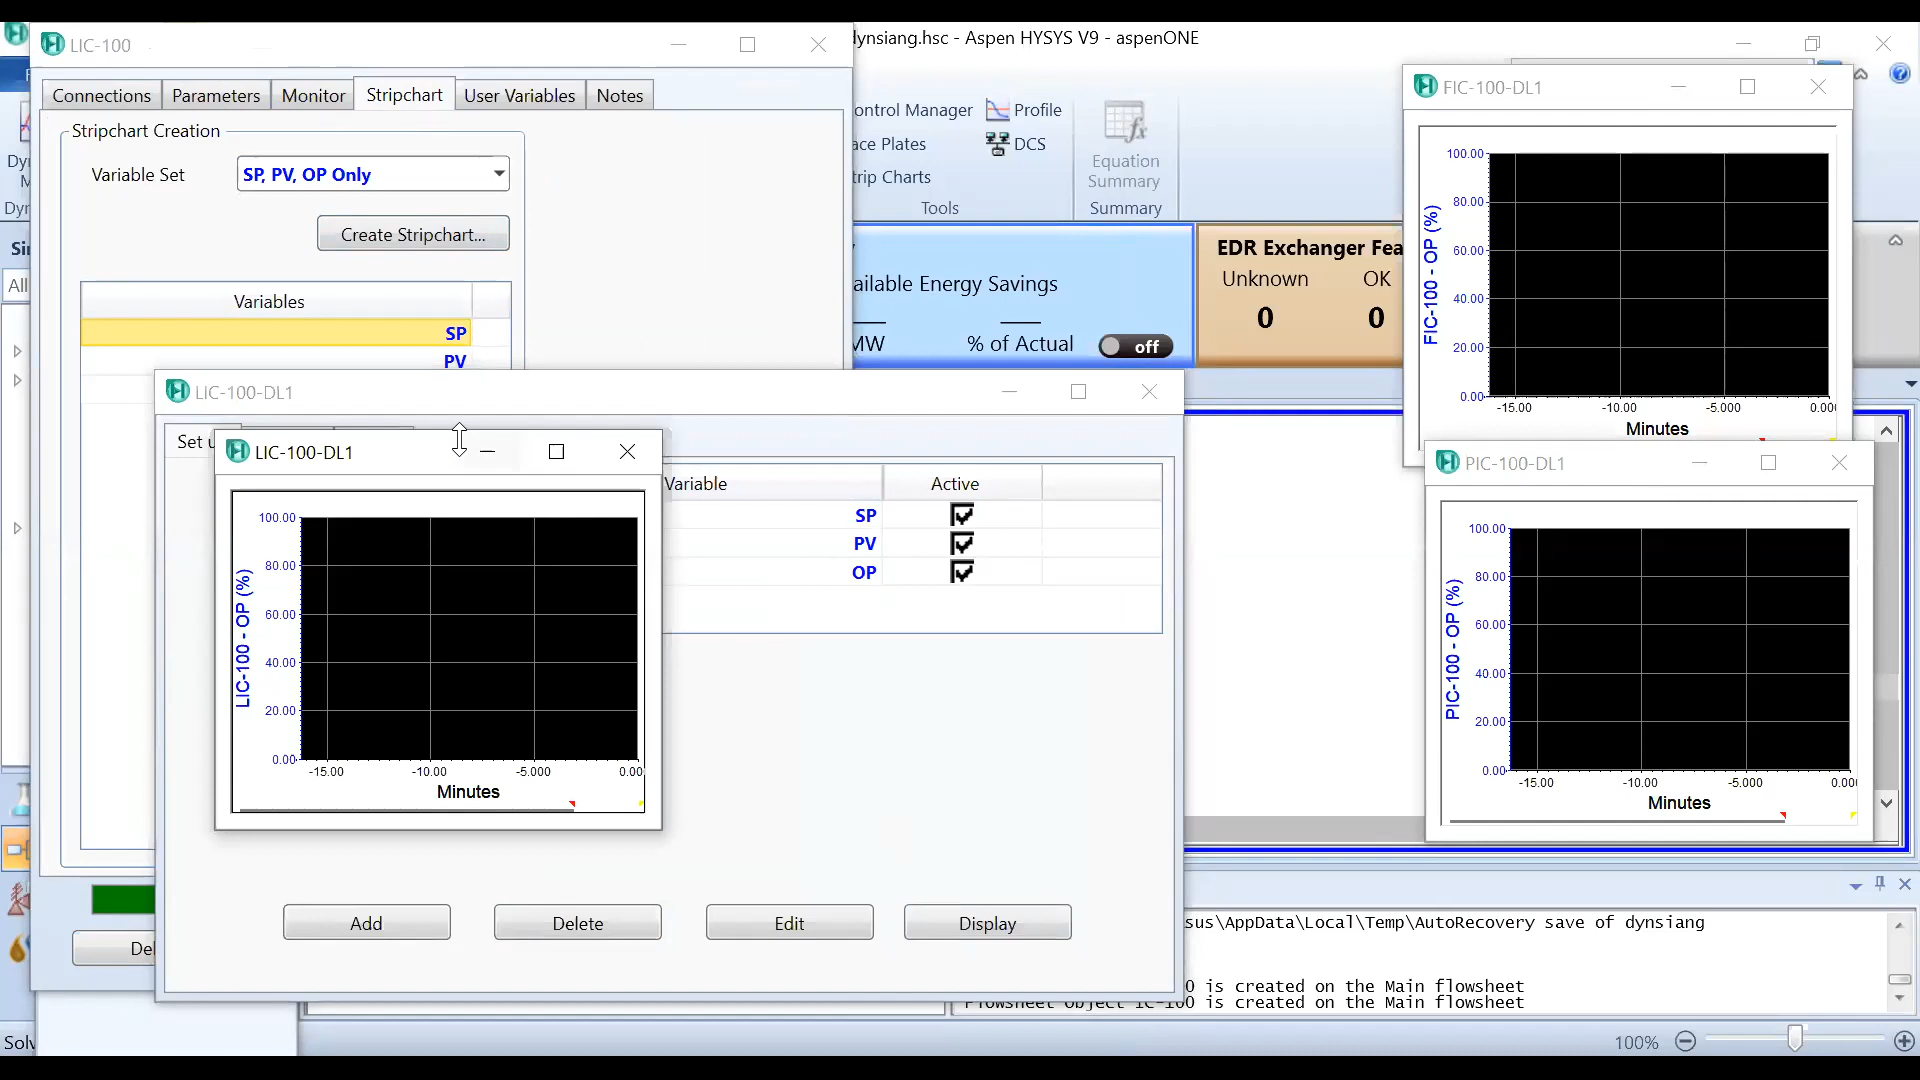 LIC-100
dynsiang.hsc - Aspen HYSYS V9 - aspenONE
Connections
Parameters
Monitor
Stripchart
User Variables
Notes
Stripchart Creation
Variable Set
SP, PV, OP Only
Create Stripchart...
Variables
SP
PV
ontrol Manager
Profile
ace Plates
DCS
trip Charts
Tools
Equation
Summary
Summary
ailable Energy Savings
MW
% of Actual
off
EDR Exchanger Fea
Unknown
OK
0
0
All
FIC-100-DL1
100.00
80.00
60.00
40.00
20.00
0.00
FIC-100 - OP (%)
-15.00
-10.00
-5.000
0.00
Minutes
LIC-100-DL1
Set u
Variable
Active
SP
PV
OP
Add
Delete
Edit
Display
LIC-100-DL1
100.00
80.00
60.00
40.00
20.00
0.00
LIC-100 - OP (%)
-15.00
-10.00
-5.000
0.00
Minutes
PIC-100-DL1
100.00
80.00
60.00
40.00
20.00
0.00
PIC-100 - OP (%)
-15.00
-10.00
-5.000
0.00
Minutes
Del
sus\AppData\Local\Temp\AutoRecovery save of dynsiang
0 is created on the Main flowsheet
Flowsheet Object IC-100 is created on the Main flowsheet
Solv
100%